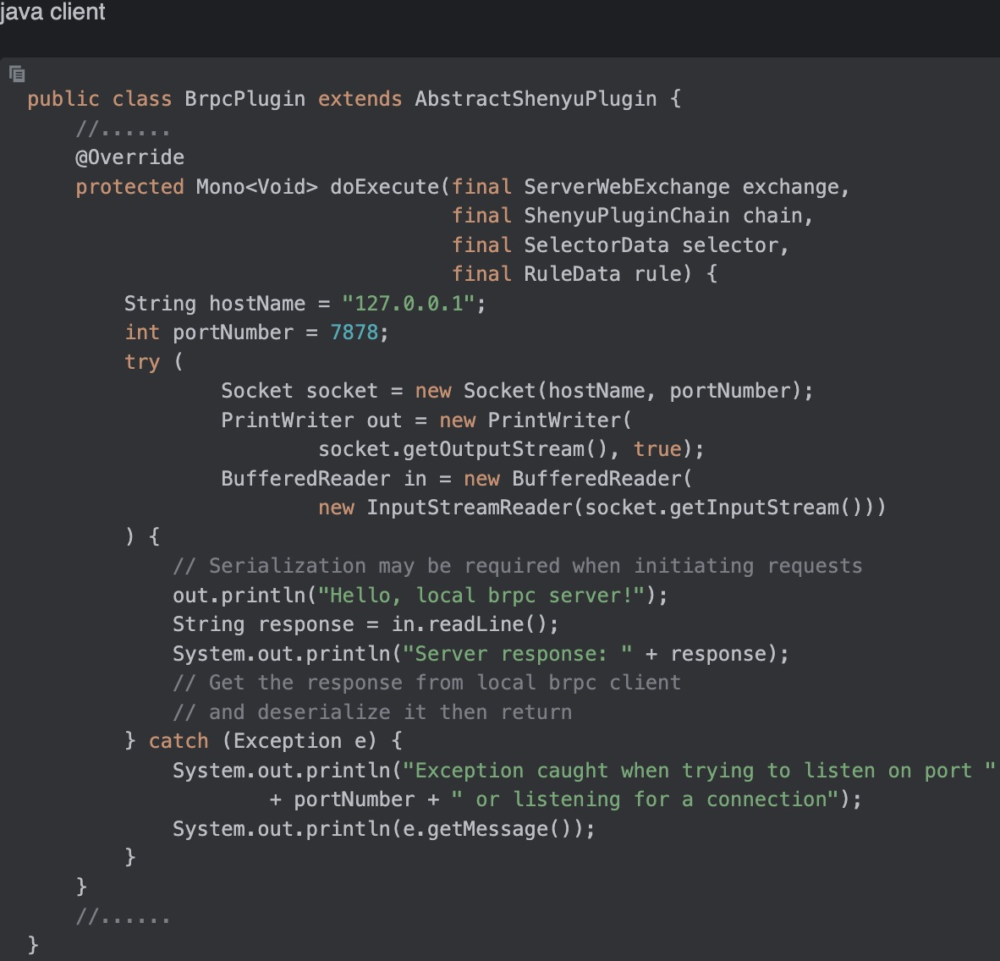 java client
public class BrpcPlugin extends AbstractShenyuPlugin {
    //......
    @Override
    protected Mono<Void> doExecute(final ServerWebExchange exchange,
                                   final ShenyuPluginChain chain,
                                   final SelectorData selector,
                                   final RuleData rule) {
        String hostName = "127.0.0.1";
        int portNumber = 7878;
        try (
                Socket socket = new Socket(hostName, portNumber);
                PrintWriter out = new PrintWriter(
                        socket.getOutputStream(), true);
                BufferedReader in = new BufferedReader(
                        new InputStreamReader(socket.getInputStream()))
        ) {
            // Serialization may be required when initiating requests
            out.println("Hello, local brpc server!");
            String response = in.readLine();
            System.out.println("Server response: " + response);
            // Get the response from local brpc client
            // and deserialize it then return
        } catch (Exception e) {
            System.out.println("Exception caught when trying to listen on port "
                    + portNumber + " or listening for a connection");
            System.out.println(e.getMessage());
        }
    }
    //......
}